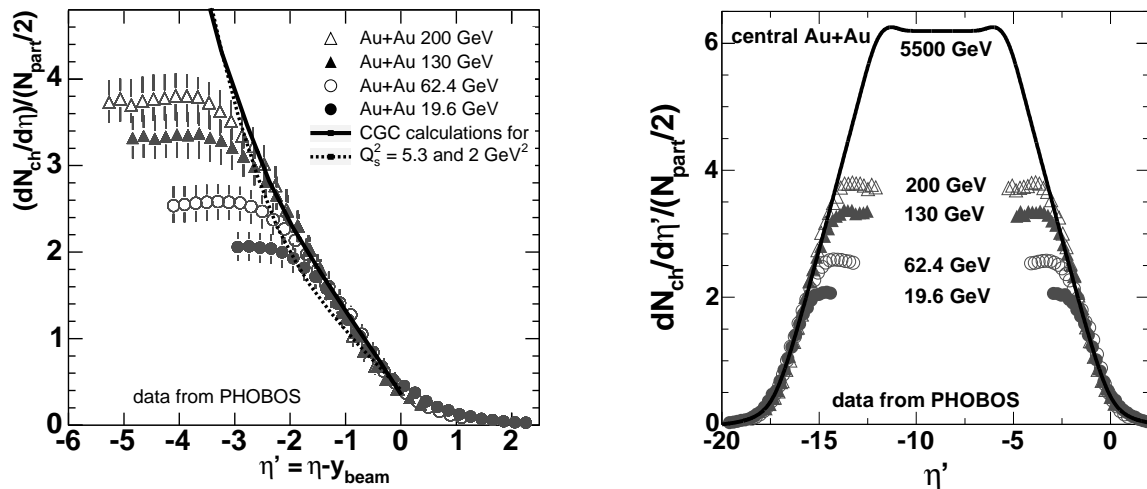 (dN_ch/dη)/(N_part/2)
4
2
0
Au+Au 200 GeV
Au+Au 130 GeV
Au+Au 62.4 GeV
Au+Au 19.6 GeV
CGC calculations for
Q_s^2 = 5.3 and 2 GeV^2
data from PHOBOS
-6 -5 -4 -3 -2 -1 0 1 2
η' = η-y_beam
dN_ch/dη'/(N_part/2)
6
4
2
0
central Au+Au
5500 GeV
200 GeV
130 GeV
62.4 GeV
19.6 GeV
data from PHOBOS
-20 -15 -10 -5 0
η'